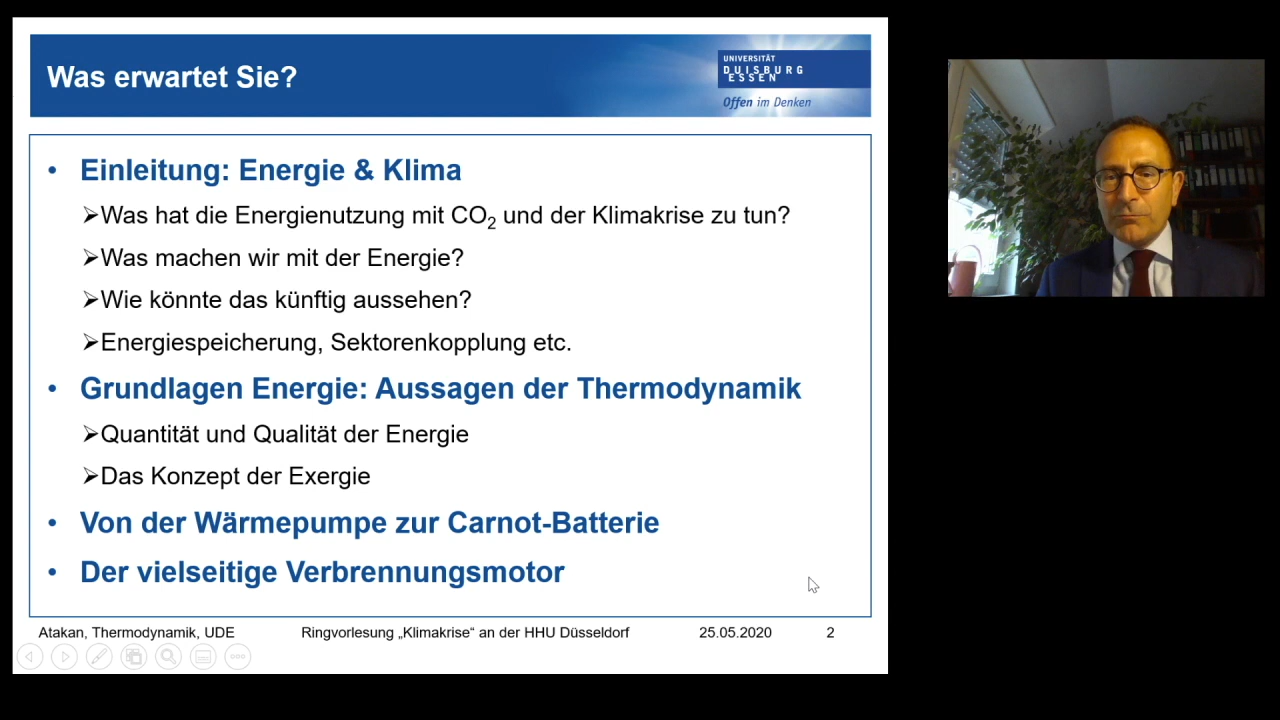 Was erwartet Sie?
UNIVERSITÄT
DUISBURG
ESSEN
Offen im Denken
• Einleitung: Energie & Klima
➢Was hat die Energienutzung mit CO₂ und der Klimakrise zu tun?
➢Was machen wir mit der Energie?
➢Wie könnte das künftig aussehen?
➢Energiespeicherung, Sektorenkopplung etc.
• Grundlagen Energie: Aussagen der Thermodynamik
➢Quantität und Qualität der Energie
➢Das Konzept der Exergie
• Von der Wärmepumpe zur Carnot-Batterie
• Der vielseitige Verbrennungsmotor
Atakan, Thermodynamik, UDE Ringvorlesung „Klimakrise“ an der HHU Düsseldorf 25.05.2020 2